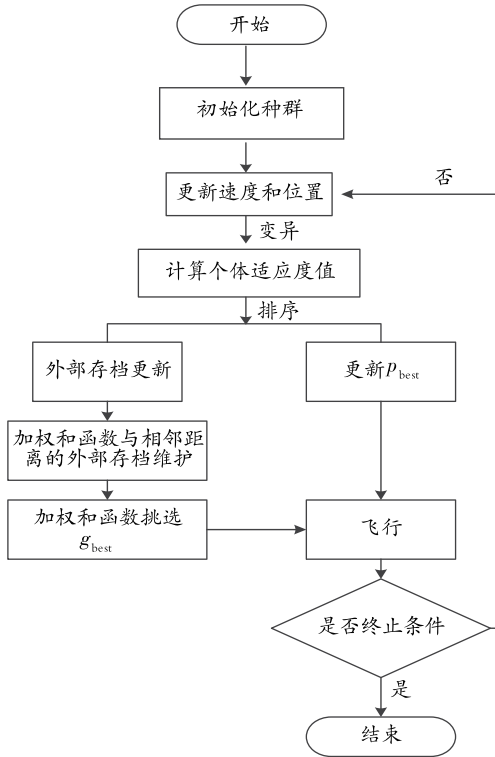 开始
初始化种群
更新速度和位置
否
变异
计算个体适应度值
排序
外部存档更新
更新pbest
加权和函数与相邻距
离的外部存档维护
加权和函数挑选
gbest
飞行
是否终止条件
是
结束